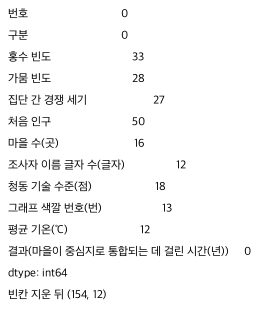 번호 0
구분 0
홍수 빈도 33
가뭄 빈도 28
집단 간 경쟁 세기 27
처음 인구 50
마을 수(곳) 16
조사자 이름 글자 수(글자) 12
청동 기술 수준(점) 18
그래프 색깔 번호(번) 13
평균 기온(℃) 12
결과(마을이 중심지로 통합되는 데 걸린 시간(년)) 0
dtype: int64
빈칸 지운 뒤 (154, 12)